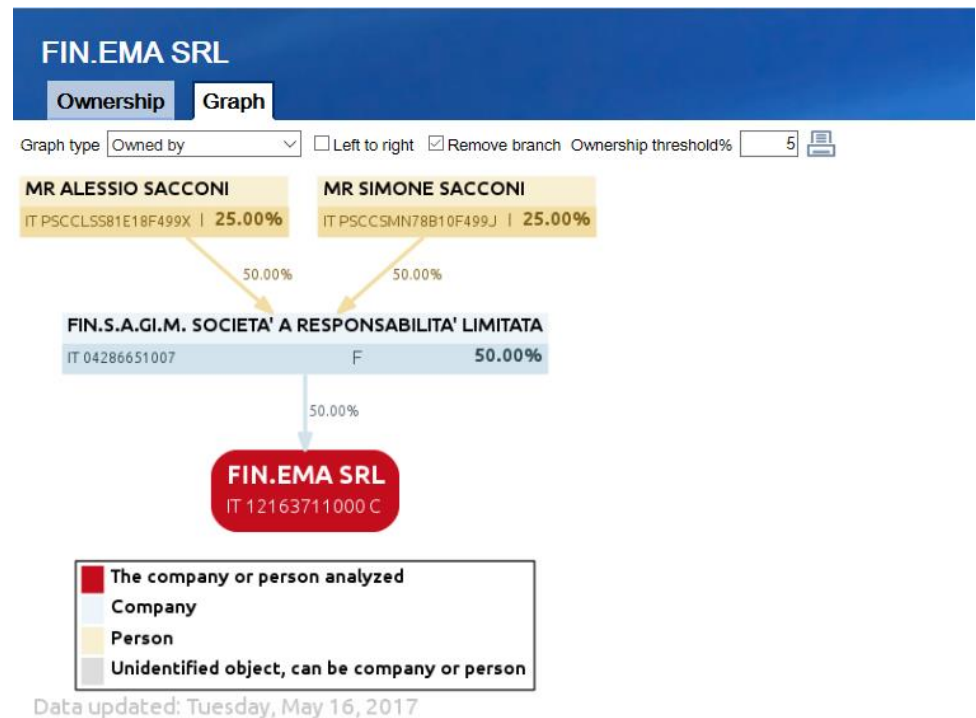 FIN.EMA SRL
Ownership Graph
Graph type Owned by Left to right Remove branch Ownership threshold% 5
MR ALESSIO SACCONI MR SIMONE SACCONI
IT PSCCLSS81E18F499X | 25.00% IT PSCCSMN78B10F499J | 25.00%
50.00% 50.00%
FIN.S.A.GI.M. SOCIETA' A RESPONSABILITA' LIMITATA
IT 04286651007 F 50.00%
50.00%
FIN.EMA SRL
IT 12163711000 C
The company or person analyzed
Company
Person
Unidentified object, can be company or person
Data updated: Tuesday, May 16, 2017